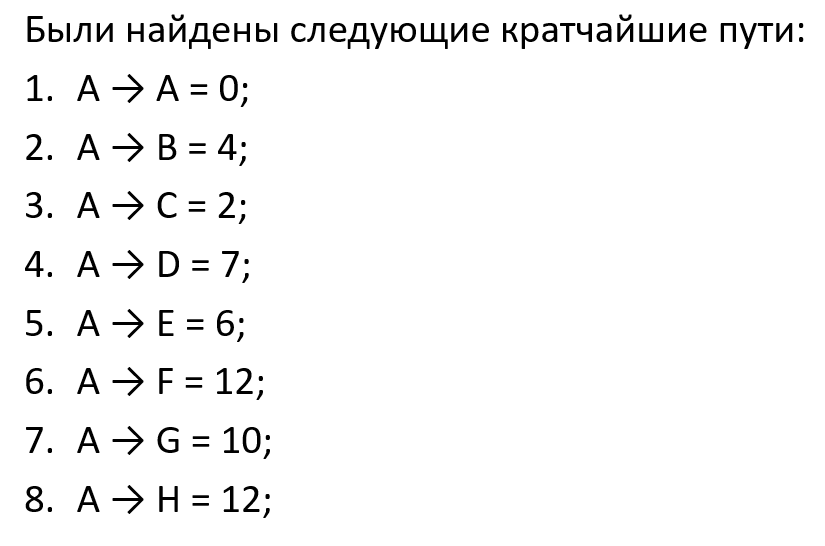 Были найдены следующие кратчайшие пути:
1. A → A = 0;
2. A → B = 4;
3. A → C = 2;
4. A → D = 7;
5. A → E = 6;
6. A → F = 12;
7. A → G = 10;
8. A → H = 12;